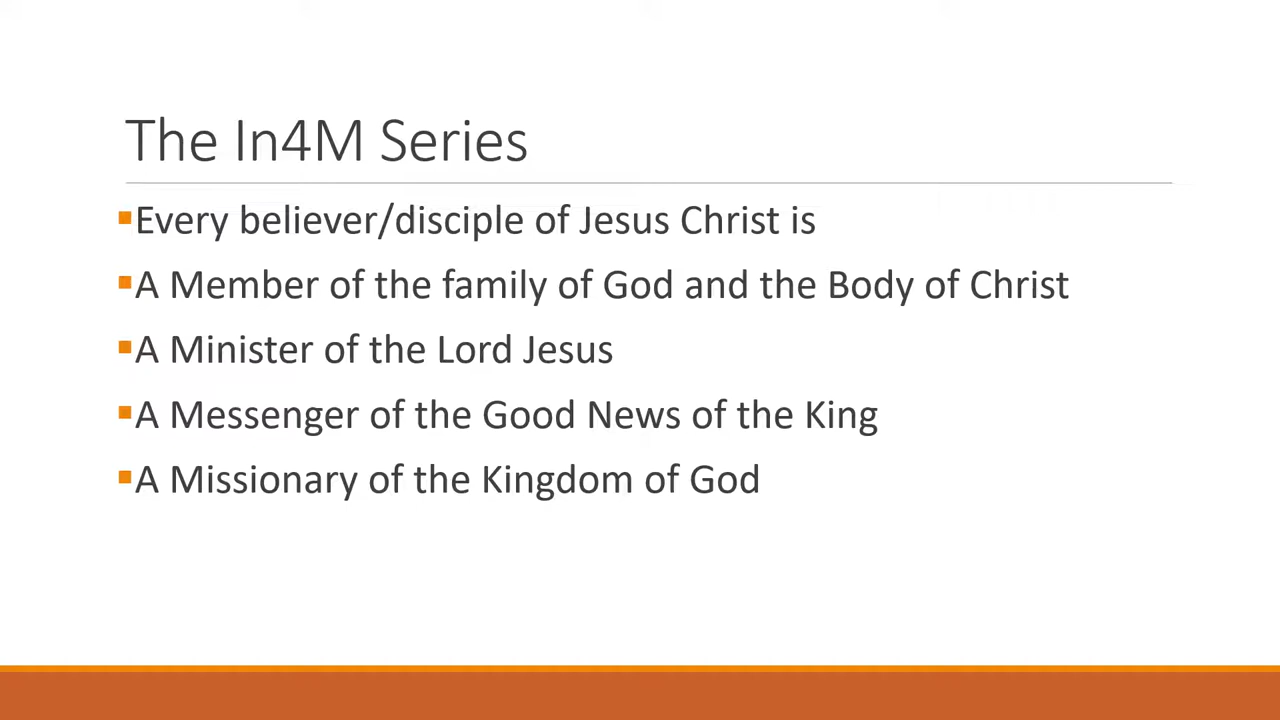 The In4M Series
Every believer/disciple of Jesus Christ is
A Member of the family of God and the Body of Christ
A Minister of the Lord Jesus
A Messenger of the Good News of the King
A Missionary of the Kingdom of God